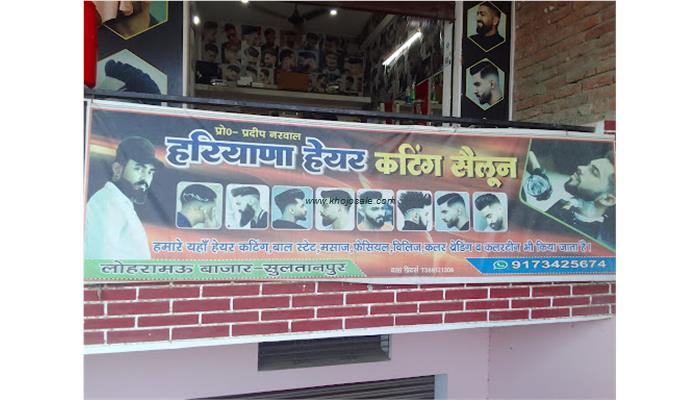 प्रो0- प्रदीप नरवाल
हरियाणा हेयर कटिंग सैलून
www.khojosale.com
हमारे यहाँ हेयर कटिंग,बाल स्टेट,मसाज,फेसियल,विलिज,कलर थ्रेडिंग व कलरटीन भी किया जाता है।
लोहरामऊ बाजार-सुलतानपुर
9173425674